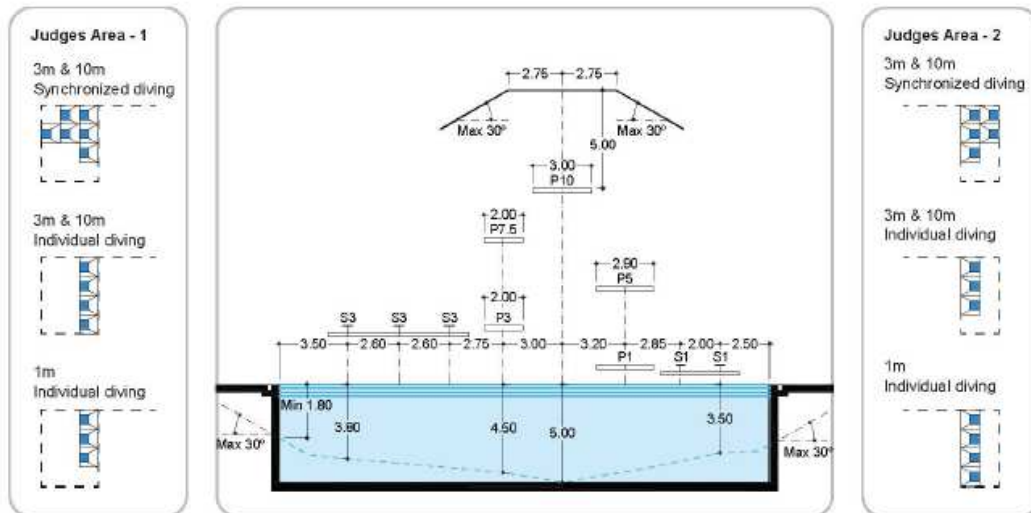 Judges Area - 1
3m & 10m
Synchronized diving
3m & 10m
Individual diving
1m
Individual diving
2.75 2.75
Max 30º Max 30º
5.00
3.00
P10
2.00
P7.5
2.90
P5
2.00
P3
S3 S3 S3
3.50 2.60 2.60 2.75 3.00 3.20 2.85 2.00 2.50
P1 S1 S1
Min 1.80
3.80 4.50 5.00 3.50
Max 30º Max 30º
Judges Area - 2
3m & 10m
Synchronized diving
3m & 10m
Individual diving
1m
Individual diving